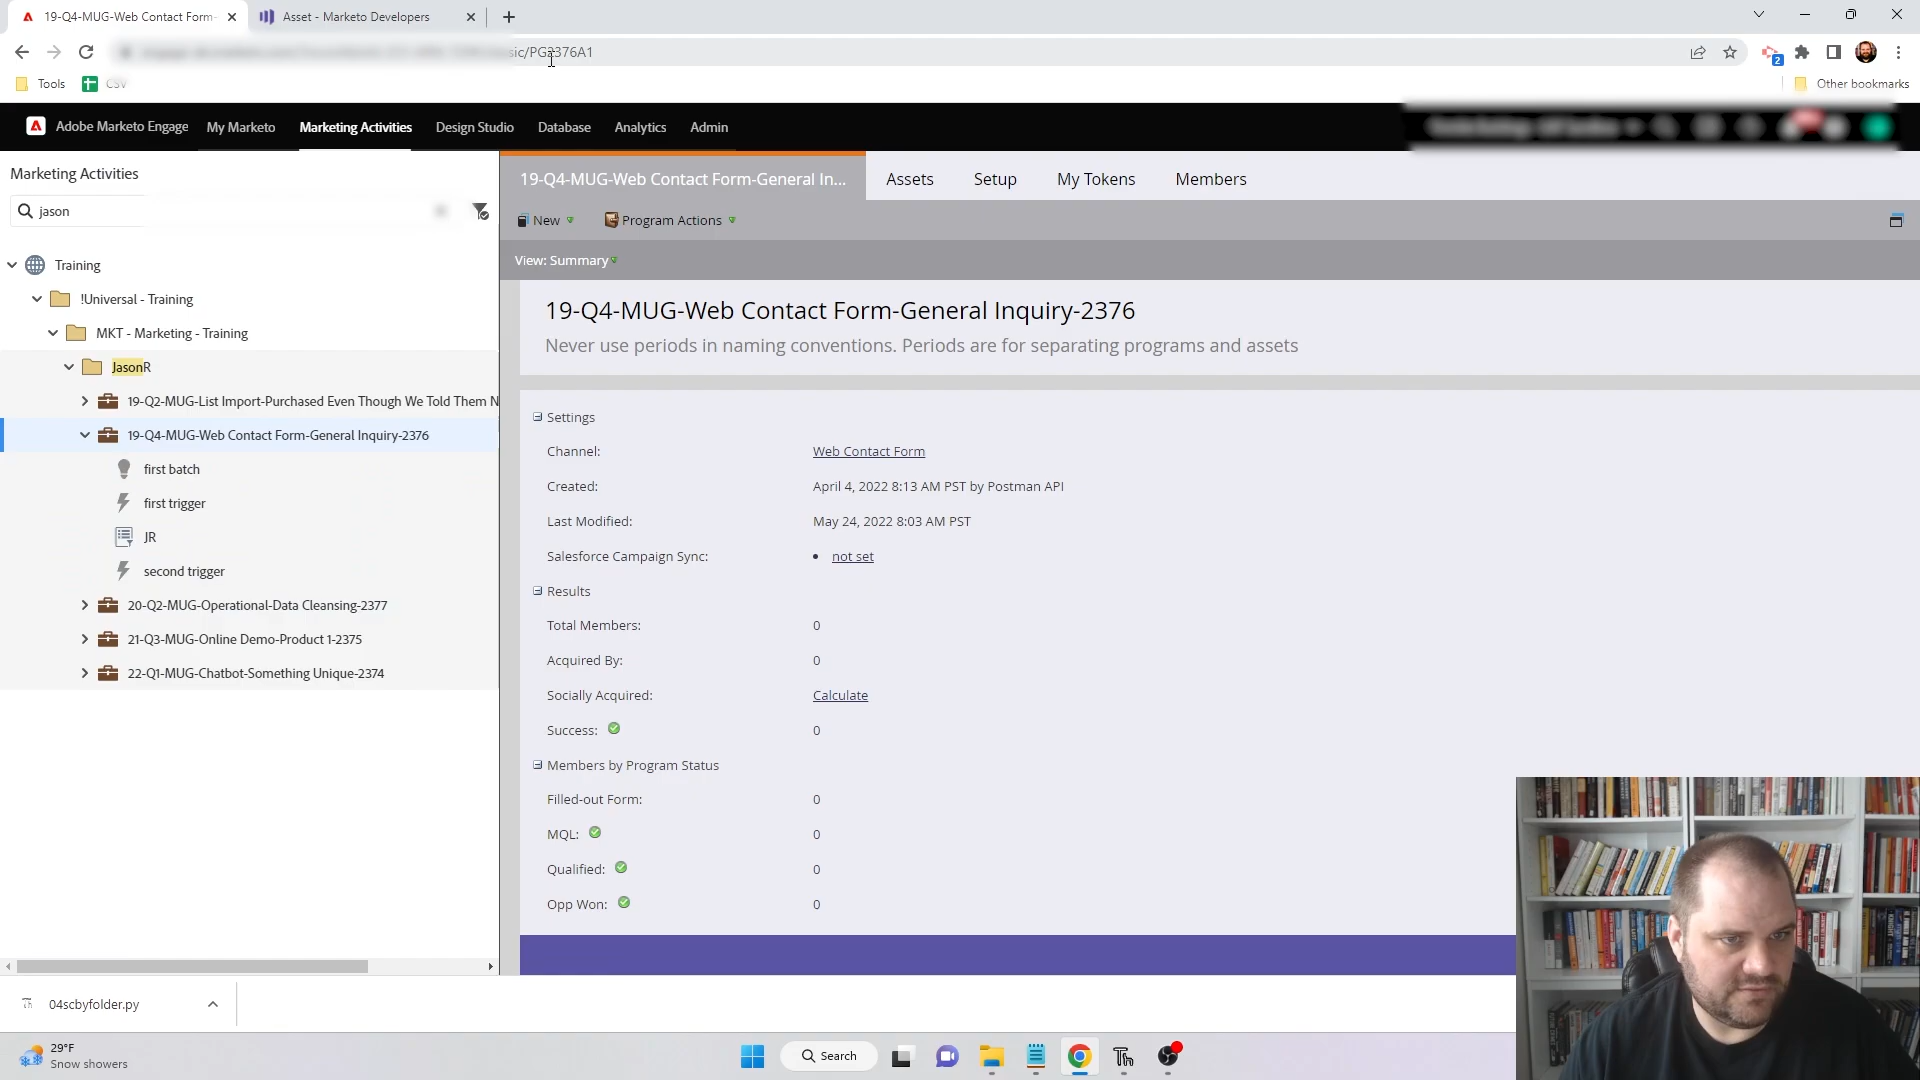 19-Q4-MUG-Web Contact Form-
Asset - Marketo Developers
sic/PG2376A1
2
Tools
CSV
Other bookmarks
Adobe Marketo Engage
My Marketo
Marketing Activities
Design Studio
Database
Analytics
Admin
Marketing Activities
jason
Training
!Universal - Training
MKT - Marketing - Training
JasonR
19-Q2-MUG-List Import-Purchased Even Though We Told Them N
19-Q4-MUG-Web Contact Form-General Inquiry-2376
first batch
first trigger
JR
second trigger
20-Q2-MUG-Operational-Data Cleansing-2377
21-Q3-MUG-Online Demo-Product 1-2375
22-Q1-MUG-Chatbot-Something Unique-2374
19-Q4-MUG-Web Contact Form-General In...
Assets
Setup
My Tokens
Members
New
Program Actions
View: Summary
19-Q4-MUG-Web Contact Form-General Inquiry-2376
Never use periods in naming conventions. Periods are for separating programs and assets
Settings
Channel: Web Contact Form
Created: April 4, 2022 8:13 AM PST by Postman API
Last Modified: May 24, 2022 8:03 AM PST
Salesforce Campaign Sync: • not set
Results
Total Members: 0
Acquired By: 0
Socially Acquired: Calculate
Success: 0
Members by Program Status
Filled-out Form: 0
MQL: 0
Qualified: 0
Opp Won: 0
04scbyfolder.py
29°F
Snow showers
Search